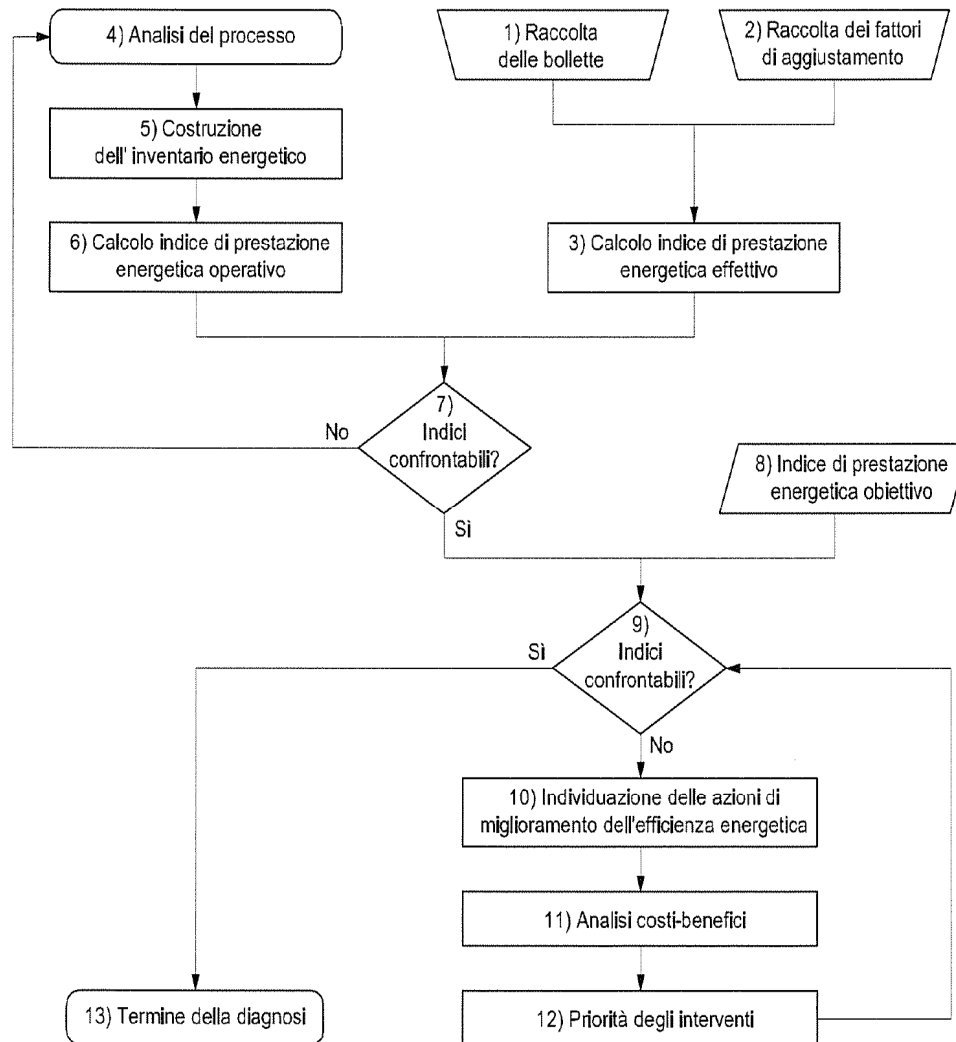 4) Analisi del processo
1) Raccolta
delle bollette
2) Raccolta dei fattori
di aggiustamento
5) Costruzione
dell' inventario energetico
6) Calcolo indice di prestazione
energetica operativo
3) Calcolo indice di prestazione
energetica effettivo
7)
Indici
confrontabili?
No
Sì
8) Indice di prestazione
energetica obiettivo
9)
Indici
confrontabili?
Sì
No
10) Individuazione delle azioni di
miglioramento dell'efficienza energetica
11) Analisi costi-benefici
12) Priorità degli interventi
13) Termine della diagnosi